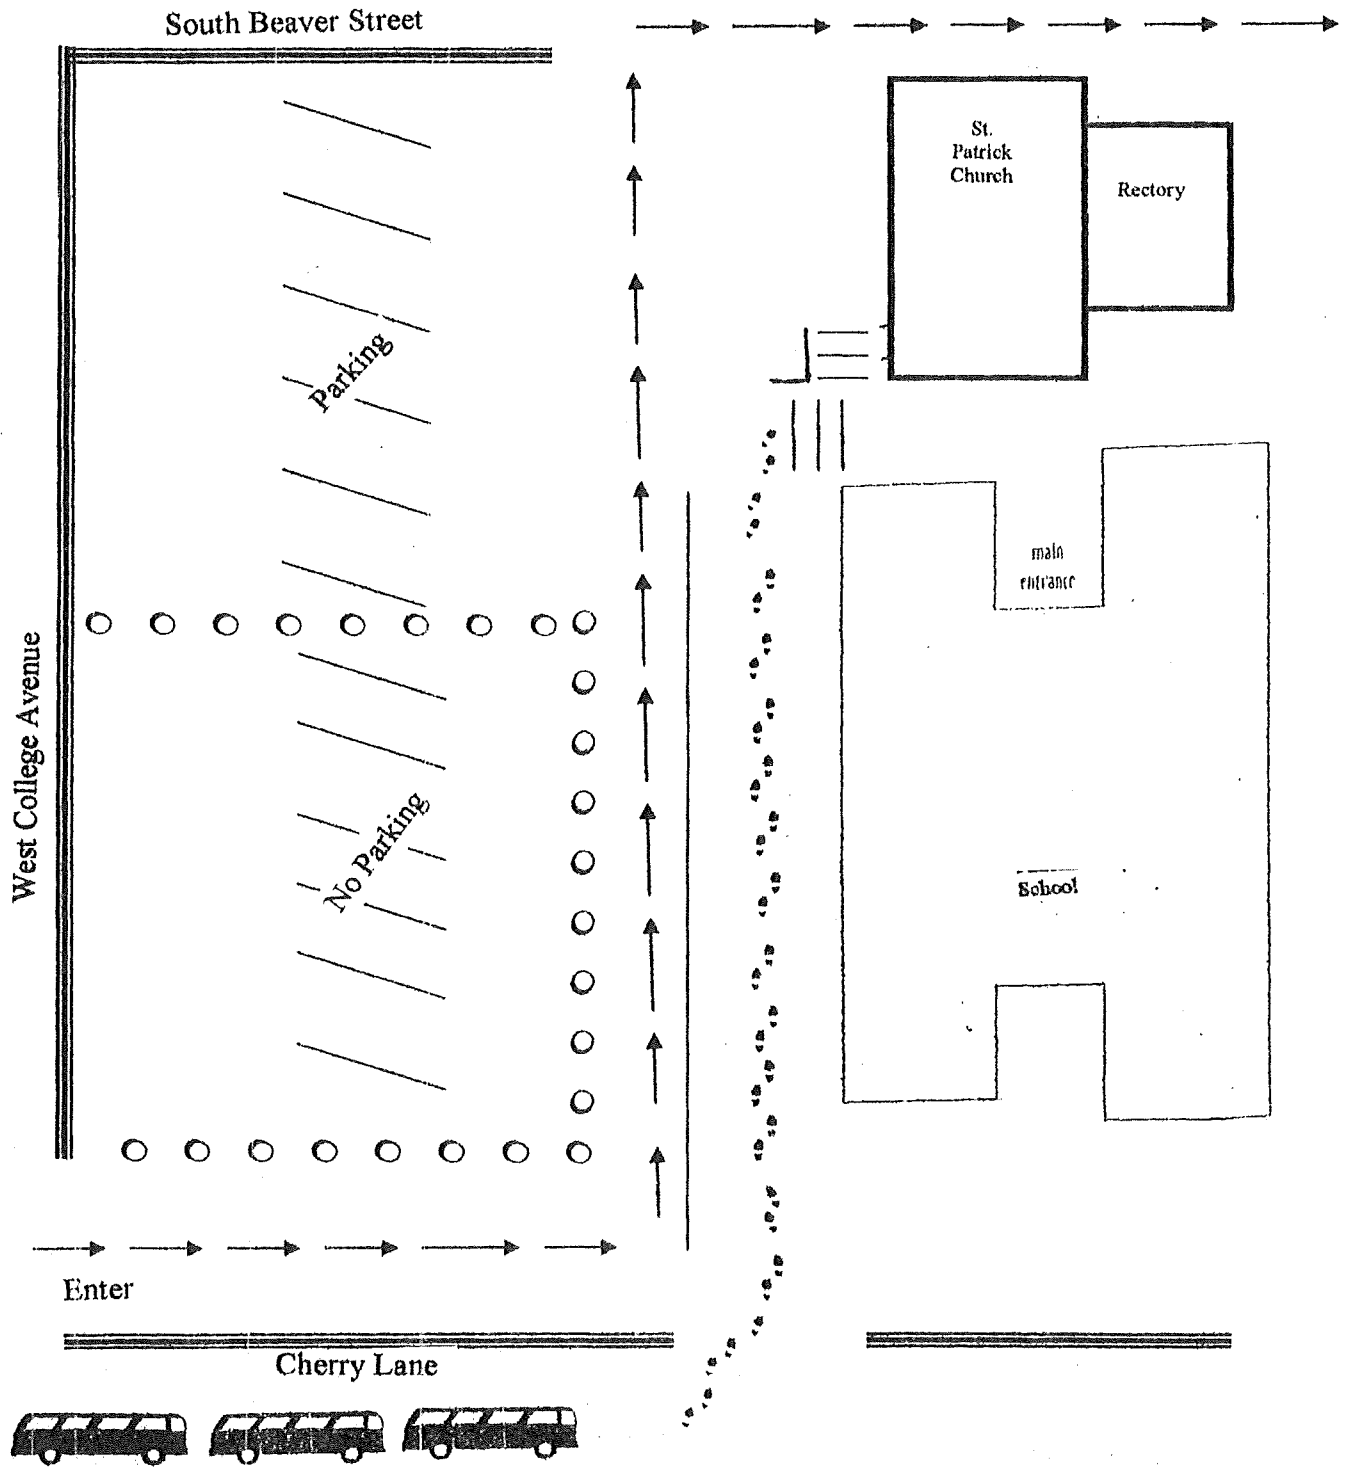 South Beaver Street
St.
Patrick
Church
Rectory
Parking
main
entrance
West College Avenue
No Parking
School
Enter
Cherry Lane